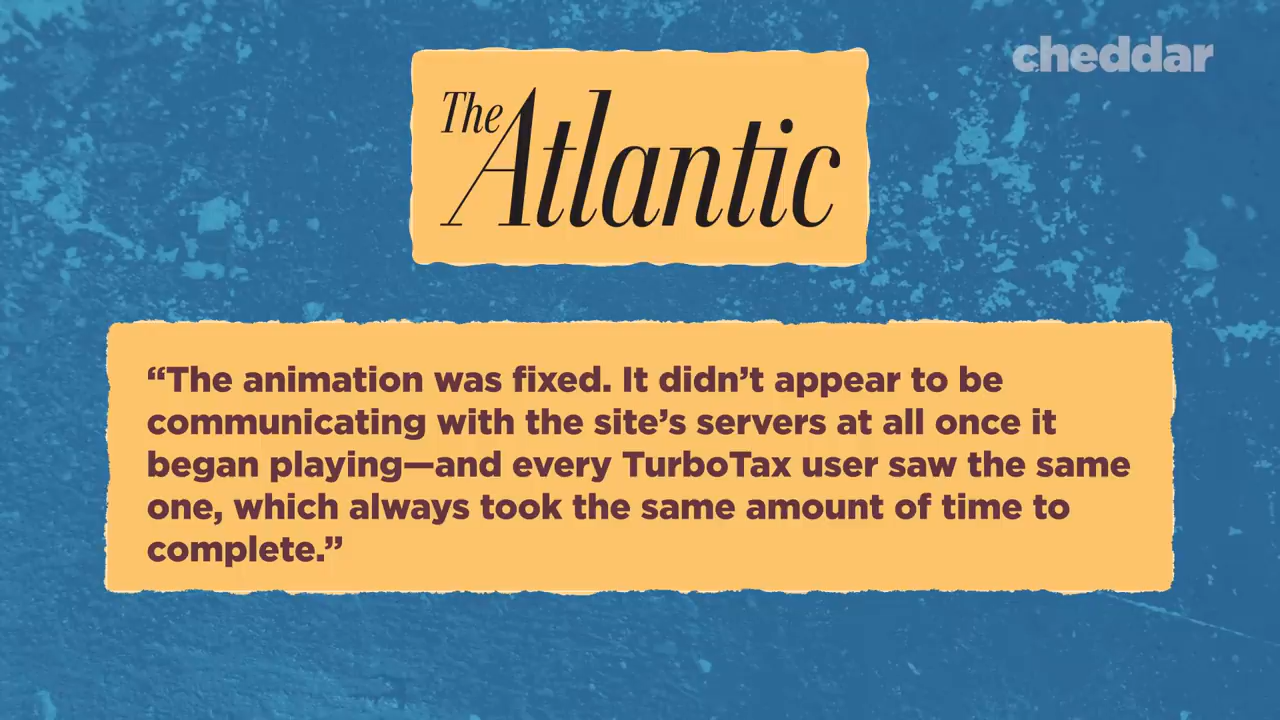 cheddar
The Atlantic
“The animation was fixed. It didn’t appear to be
communicating with the site’s servers at all once it
began playing—and every TurboTax user saw the same
one, which always took the same amount of time to
complete.”